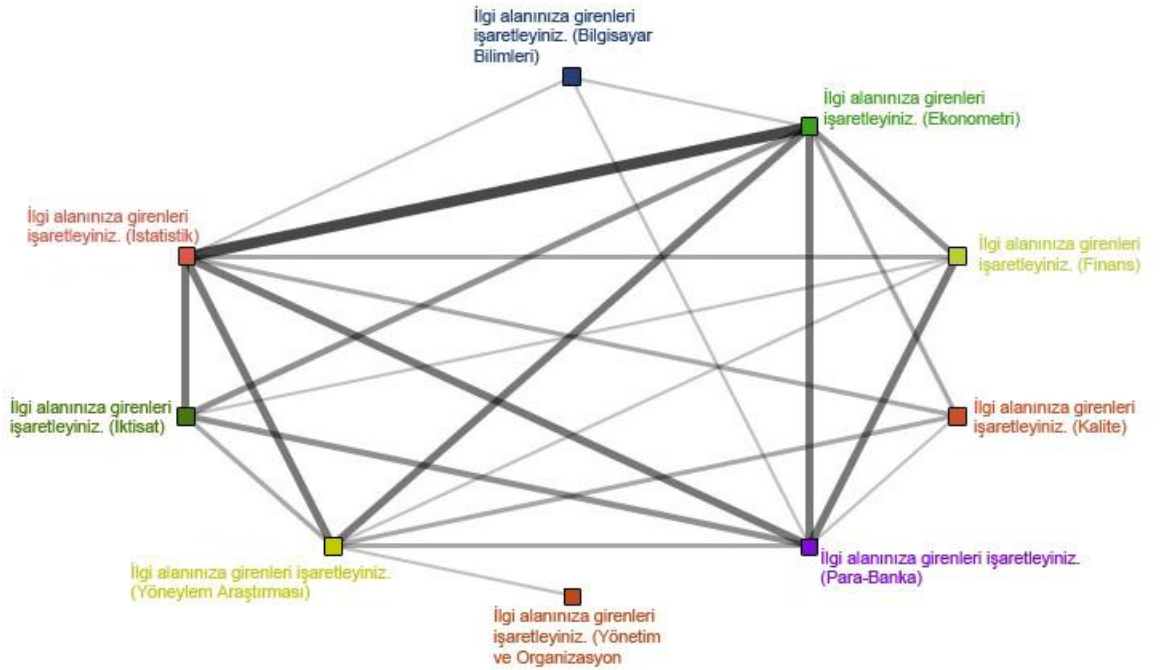 İlgi alanınıza girenleri
işaretleyiniz. (Bilgisayar
Bilimleri)
İlgi alanınıza girenleri
işaretleyiniz. (Ekonometri)
İlgi alanınıza girenleri
işaretleyiniz. (İstatistik)
İlgi alanınıza girenleri
işaretleyiniz. (Finans)
İlgi alanınıza girenleri
işaretleyiniz. (İktisat)
İlgi alanınıza girenleri
işaretleyiniz. (Kalite)
İlgi alanınıza girenleri işaretleyiniz.
(Yöneylem Araştırması)
İlgi alanınıza girenleri işaretleyiniz.
(Para-Banka)
İlgi alanınıza girenleri
işaretleyiniz. (Yönetim
ve Organizasyon